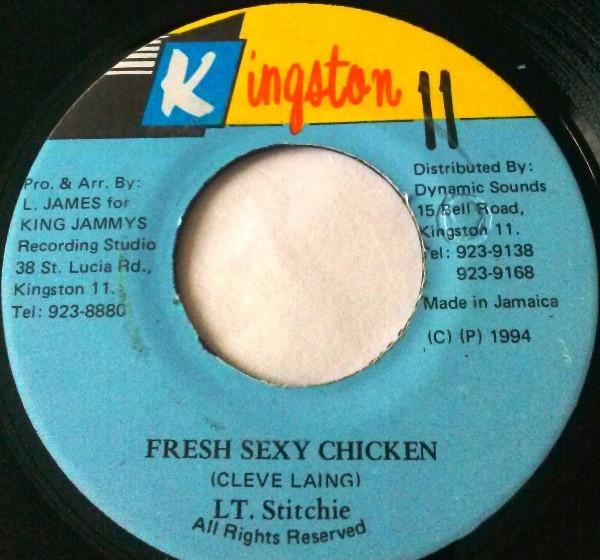 Kingston 11
Pro. & Arr. By:
L. JAMES for
KING JAMMYS
Recording Studio
38 St. Lucia Rd.,
Kingston 11.
Tel: 923-8880
Distributed By:
Dynamic Sounds
15 Bell Road,
Kingston 11.
Tel: 923-9138
923-9168
Made in Jamaica
(C) (P) 1994
FRESH SEXY CHICKEN
(CLEVE LAING)
LT. Stitchie
All Rights Reserved